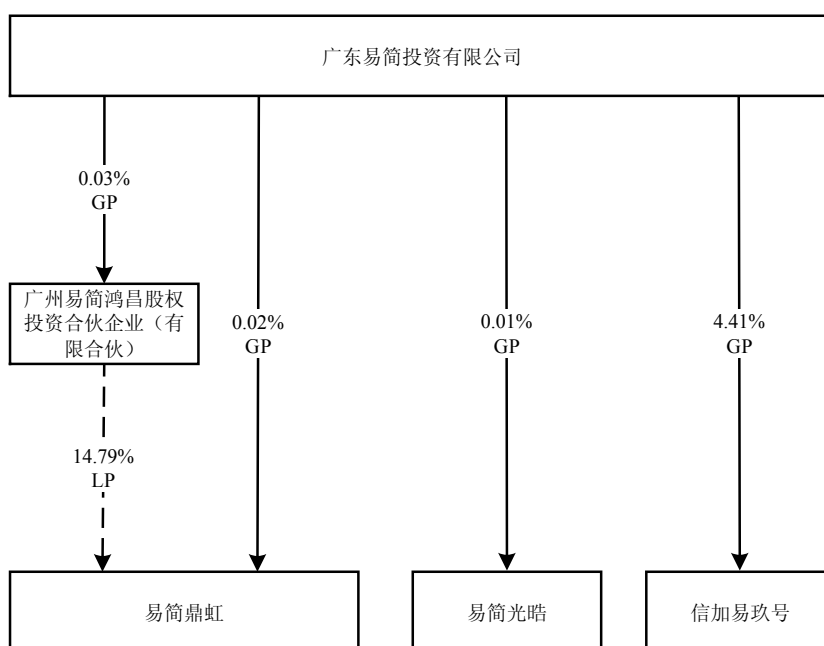 广东易简投资有限公司
0.03%
GP
广州易简鸿昌股权
投资合伙企业（有
限合伙）
0.02%
GP
0.01%
GP
4.41%
GP
14.79%
LP
易简鼎虹
易简光晧
信加易玖号